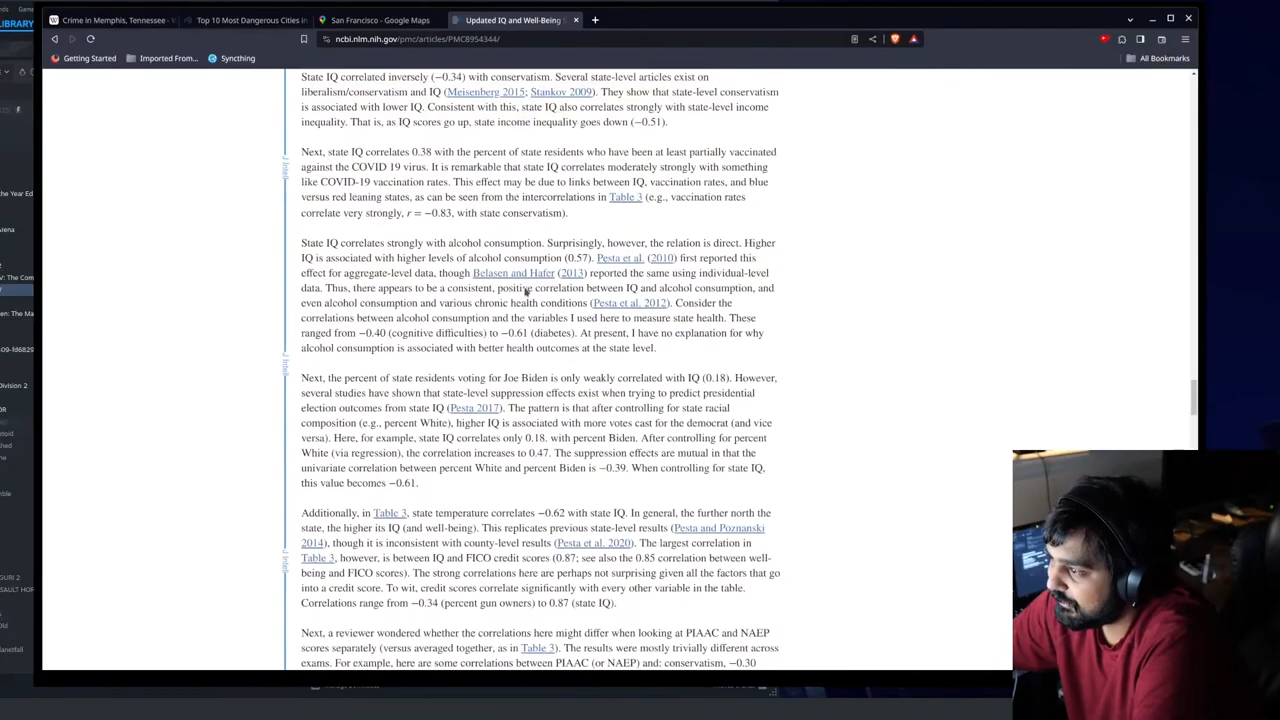 LIBRARY
Crime in Memphis, Tennessee -
Top 10 Most Dangerous Cities in
San Francisco - Google Maps
Updated IQ and Well-Being
ncbi.nlm.nih.gov/pmc/articles/PMC8954344/
Getting Started
Imported From...
Syncthing
All Bookmarks
State IQ correlated inversely (−0.34) with conservatism. Several state-level articles exist on
liberalism/conservatism and IQ (Meisenberg 2015; Stankov 2009). They show that state-level conservatism
is associated with lower IQ. Consistent with this, state IQ also correlates strongly with state-level income
inequality. That is, as IQ scores go up, state income inequality goes down (−0.51).
Next, state IQ correlates 0.38 with the percent of state residents who have been at least partially vaccinated
against the COVID 19 virus. It is remarkable that state IQ correlates moderately strongly with something
like COVID-19 vaccination rates. This effect may be due to links between IQ, vaccination rates, and blue
versus red leaning states, as can be seen from the intercorrelations in Table 3 (e.g., vaccination rates
correlate very strongly, r = −0.83, with state conservatism).
State IQ correlates strongly with alcohol consumption. Surprisingly, however, the relation is direct. Higher
IQ is associated with higher levels of alcohol consumption (0.57). Pesta et al. (2010) first reported this
effect for aggregate-level data, though Belasen and Hafer (2013) reported the same using individual-level
data. Thus, there appears to be a consistent, positive correlation between IQ and alcohol consumption, and
even alcohol consumption and various chronic health conditions (Pesta et al. 2012). Consider the
correlations between alcohol consumption and the variables I used here to measure state health. These
ranged from −0.40 (cognitive difficulties) to −0.61 (diabetes). At present, I have no explanation for why
alcohol consumption is associated with better health outcomes at the state level.
Next, the percent of state residents voting for Joe Biden is only weakly correlated with IQ (0.18). However,
several studies have shown that state-level suppression effects exist when trying to predict presidential
election outcomes from state IQ (Pesta 2017). The pattern is that after controlling for state racial
composition (e.g., percent White), higher IQ is associated with more votes cast for the democrat (and vice
versa). Here, for example, state IQ correlates only 0.18. with percent Biden. After controlling for percent
White (via regression), the correlation increases to 0.47. The suppression effects are mutual in that the
univariate correlation between percent White and percent Biden is −0.39. When controlling for state IQ,
this value becomes −0.61.
Additionally, in Table 3, state temperature correlates −0.62 with state IQ. In general, the further north the
state, the higher its IQ (and well-being). This replicates previous state-level results (Pesta and Poznanski
2014), though it is inconsistent with county-level results (Pesta et al. 2020). The largest correlation in
Table 3, however, is between IQ and FICO credit scores (0.87; see also the 0.85 correlation between well-
being and FICO scores). The strong correlations here are perhaps not surprising given all the factors that go
into a credit score. To wit, credit scores correlate significantly with every other variable in the table.
Correlations range from −0.34 (percent gun owners) to 0.87 (state IQ).
Next, a reviewer wondered whether the correlations here might differ when looking at PIAAC and NAEP
scores separately (versus averaged together, as in Table 3). The results were mostly trivially different across
exams. For example, here are some correlations between PIAAC (or NAEP) and: conservatism, −0.30
the Year Ed
Arena
V: The Com
en: The Ma
09-fd6829
Division 2
OR
ched
mble
GURI 2
SSAULT HOR
Old
lanetfall